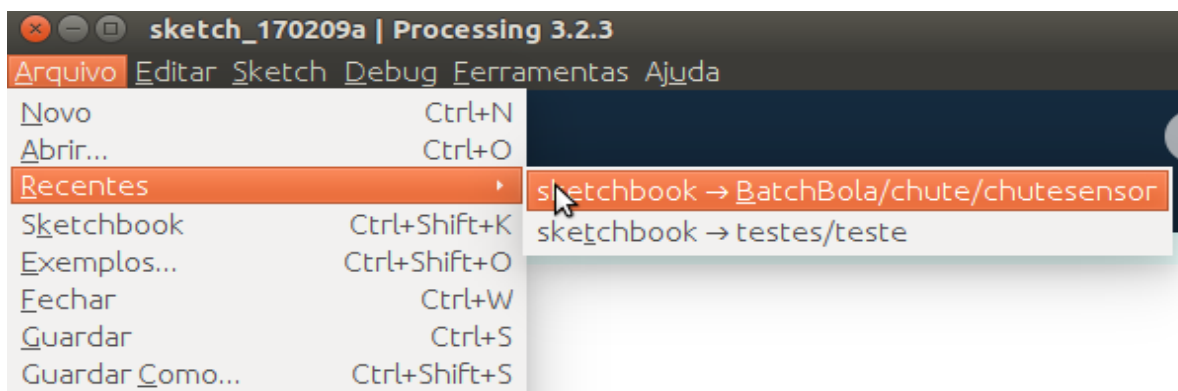 sketch_170209a | Processing 3.2.3
Arquivo Editar Sketch Debug Ferramentas Ajuda
Novo Ctrl+N
Abrir... Ctrl+O
Recentes
sketchbook → BatchBola/chute/chutesensor
Sketchbook Ctrl+Shift+K
sketchbook → testes/teste
Exemplos... Ctrl+Shift+O
Fechar Ctrl+W
Guardar Ctrl+S
Guardar Como... Ctrl+Shift+S